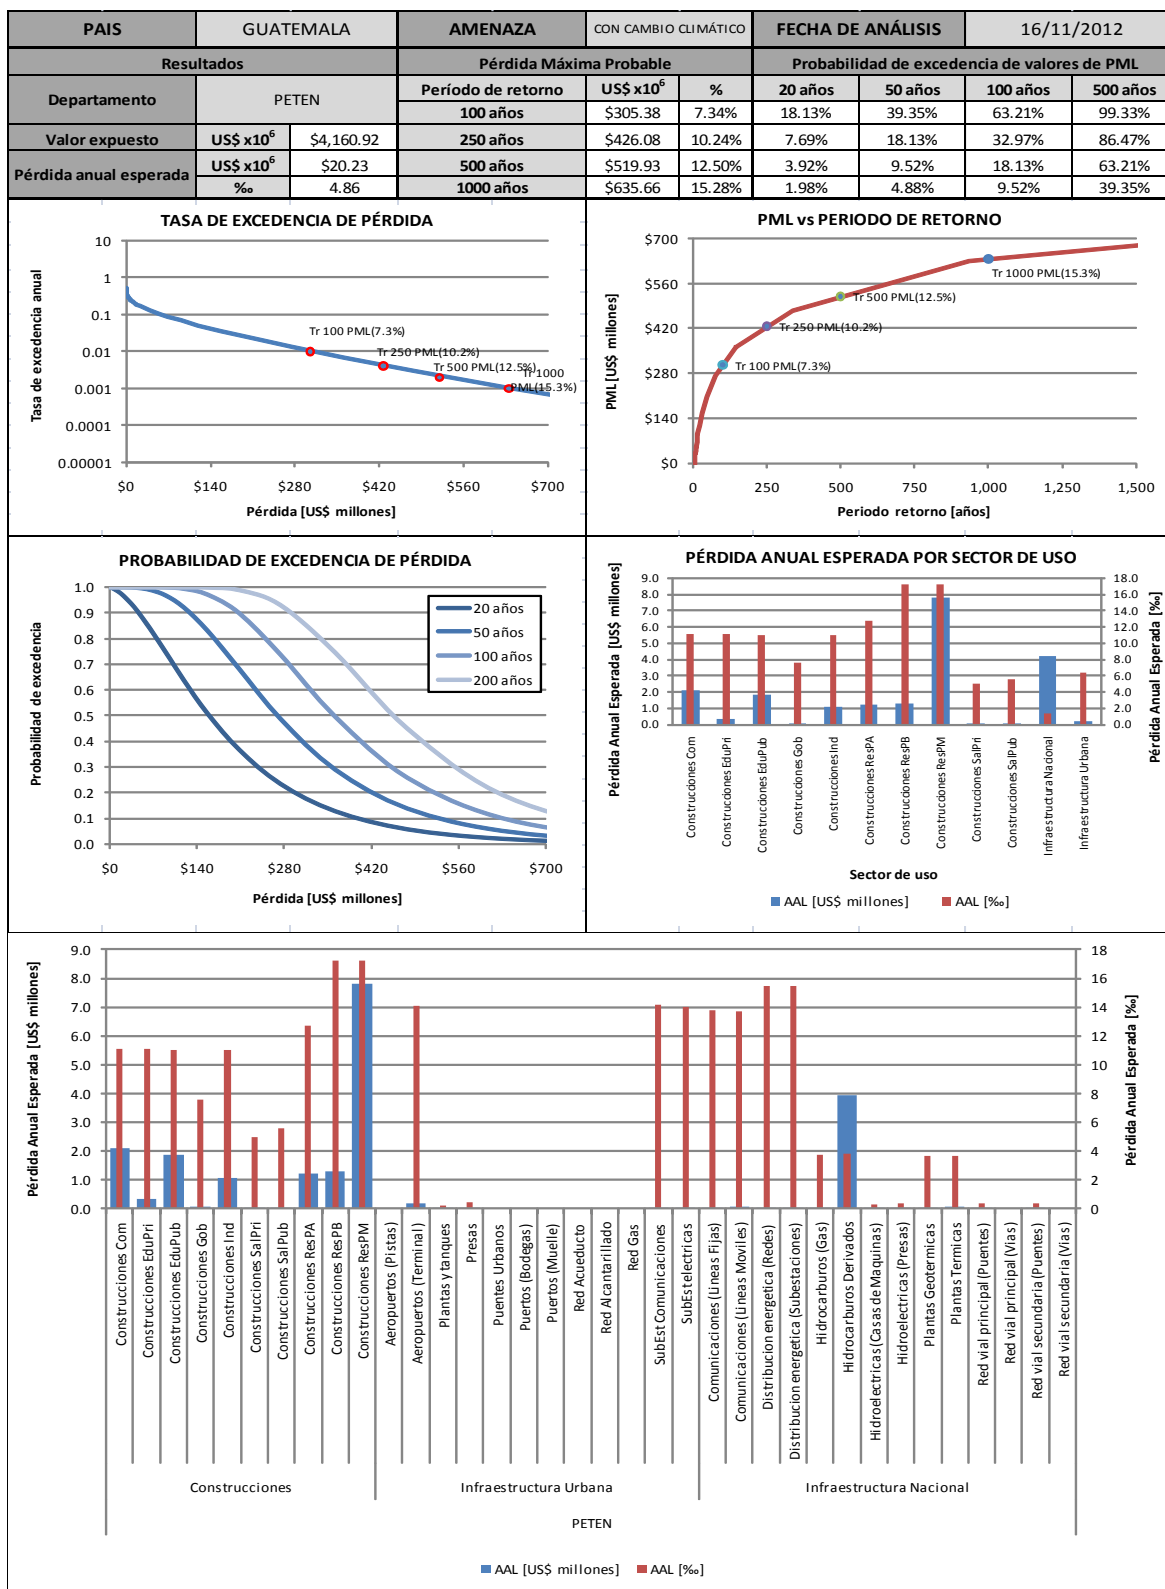 PAIS GUATEMALA AMENAZA CON CAMBIO CLIMÁTICO FECHA DE ANÁLISIS 16/11/2012
Resultados Pérdida Máxima Probable Probabilidad de excedencia de valores de PML
Departamento PETEN Período de retorno US$ x10⁶ % 20 años 50 años 100 años 500 años
100 años $305.38 7.34% 18.13% 39.35% 63.21% 99.33%
Valor expuesto US$ x10⁶ $4,160.92 250 años $426.08 10.24% 7.69% 18.13% 32.97% 86.47%
Pérdida anual esperada US$ x10⁶ $20.23 500 años $519.93 12.50% 3.92% 9.52% 18.13% 63.21%
‰ 4.86 1000 años $635.66 15.28% 1.98% 4.88% 9.52% 39.35%
TASA DE EXCEDENCIA DE PÉRDIDA
Tasa de excedencia anual
10
1
0.1
0.01
0.001
0.0001
0.00001
Tr 100 PML(7.3%)
Tr 250 PML(10.2%)
Tr 500 PML(12.5%)
Tr 1000
PML(15.3%)
$0 $140 $280 $420 $560 $700
Pérdida [US$ millones]
PML vs PERIODO DE RETORNO
PML [US$ millones]
$700
$560
$420
$280
$140
$0
Tr 1000 PML(15.3%)
Tr 500 PML(12.5%)
Tr 250 PML(10.2%)
Tr 100 PML(7.3%)
0 250 500 750 1,000 1,250 1,500
Periodo retorno [años]
PROBABILIDAD DE EXCEDENCIA DE PÉRDIDA
Probabilidad de excedencia
1.0
0.9
0.8
0.7
0.6
0.5
0.4
0.3
0.2
0.1
0.0
20 años
50 años
100 años
200 años
$0 $140 $280 $420 $560 $700
Pérdida [US$ millones]
PÉRDIDA ANUAL ESPERADA POR SECTOR DE USO
Pérdida Anual Esperada [US$ millones]
9.0
8.0
7.0
6.0
5.0
4.0
3.0
2.0
1.0
0.0
18.0
16.0
14.0
12.0
10.0
8.0
6.0
4.0
2.0
0.0
Pérdida Anual Esperada [‰]
Construcciones Com
Construcciones EduPri
Construcciones EduPub
Construcciones Gob
Construcciones Ind
Construcciones ResPA
Construcciones ResPB
Construcciones ResPM
Construcciones SalPri
Construcciones SalPub
Infraestructura Nacional
Infraestructura Urbana
Sector de uso
AAL [US$ millones] AAL [‰]
Pérdida Anual Esperada [US$ millones]
9.0
8.0
7.0
6.0
5.0
4.0
3.0
2.0
1.0
0.0
18
16
14
12
10
8
6
4
2
0
Pérdida Anual Esperada [‰]
Construcciones Com
Construcciones EduPri
Construcciones EduPub
Construcciones Gob
Construcciones Ind
Construcciones SalPri
Construcciones SalPub
Construcciones ResPA
Construcciones ResPB
Construcciones ResPM
Aeropuertos (Pistas)
Aeropuertos (Terminal)
Plantas y tanques
Presas
Puentes Urbanos
Puertos (Bodegas)
Puertos (Muelle)
Red Acueducto
Red Alcantarillado
Red Gas
SubEst Comunicaciones
SubEst electricas
Comunicaciones (Lineas Fijas)
Comunicaciones (Lineas Moviles)
Distribucion energetica (Redes)
Distribucion energetica (Subestaciones)
Hidrocarburos (Gas)
Hidrocarburos Derivados
Hidroelectricas (Casas de Maquinas)
Hidroelectricas (Presas)
Plantas Geotermicas
Plantas Termicas
Red vial principal (Puentes)
Red vial principal (Vias)
Red vial secundaria (Puentes)
Red vial secundaria (Vias)
Construcciones Infraestructura Urbana Infraestructura Nacional
PETEN
AAL [US$ millones] AAL [‰]